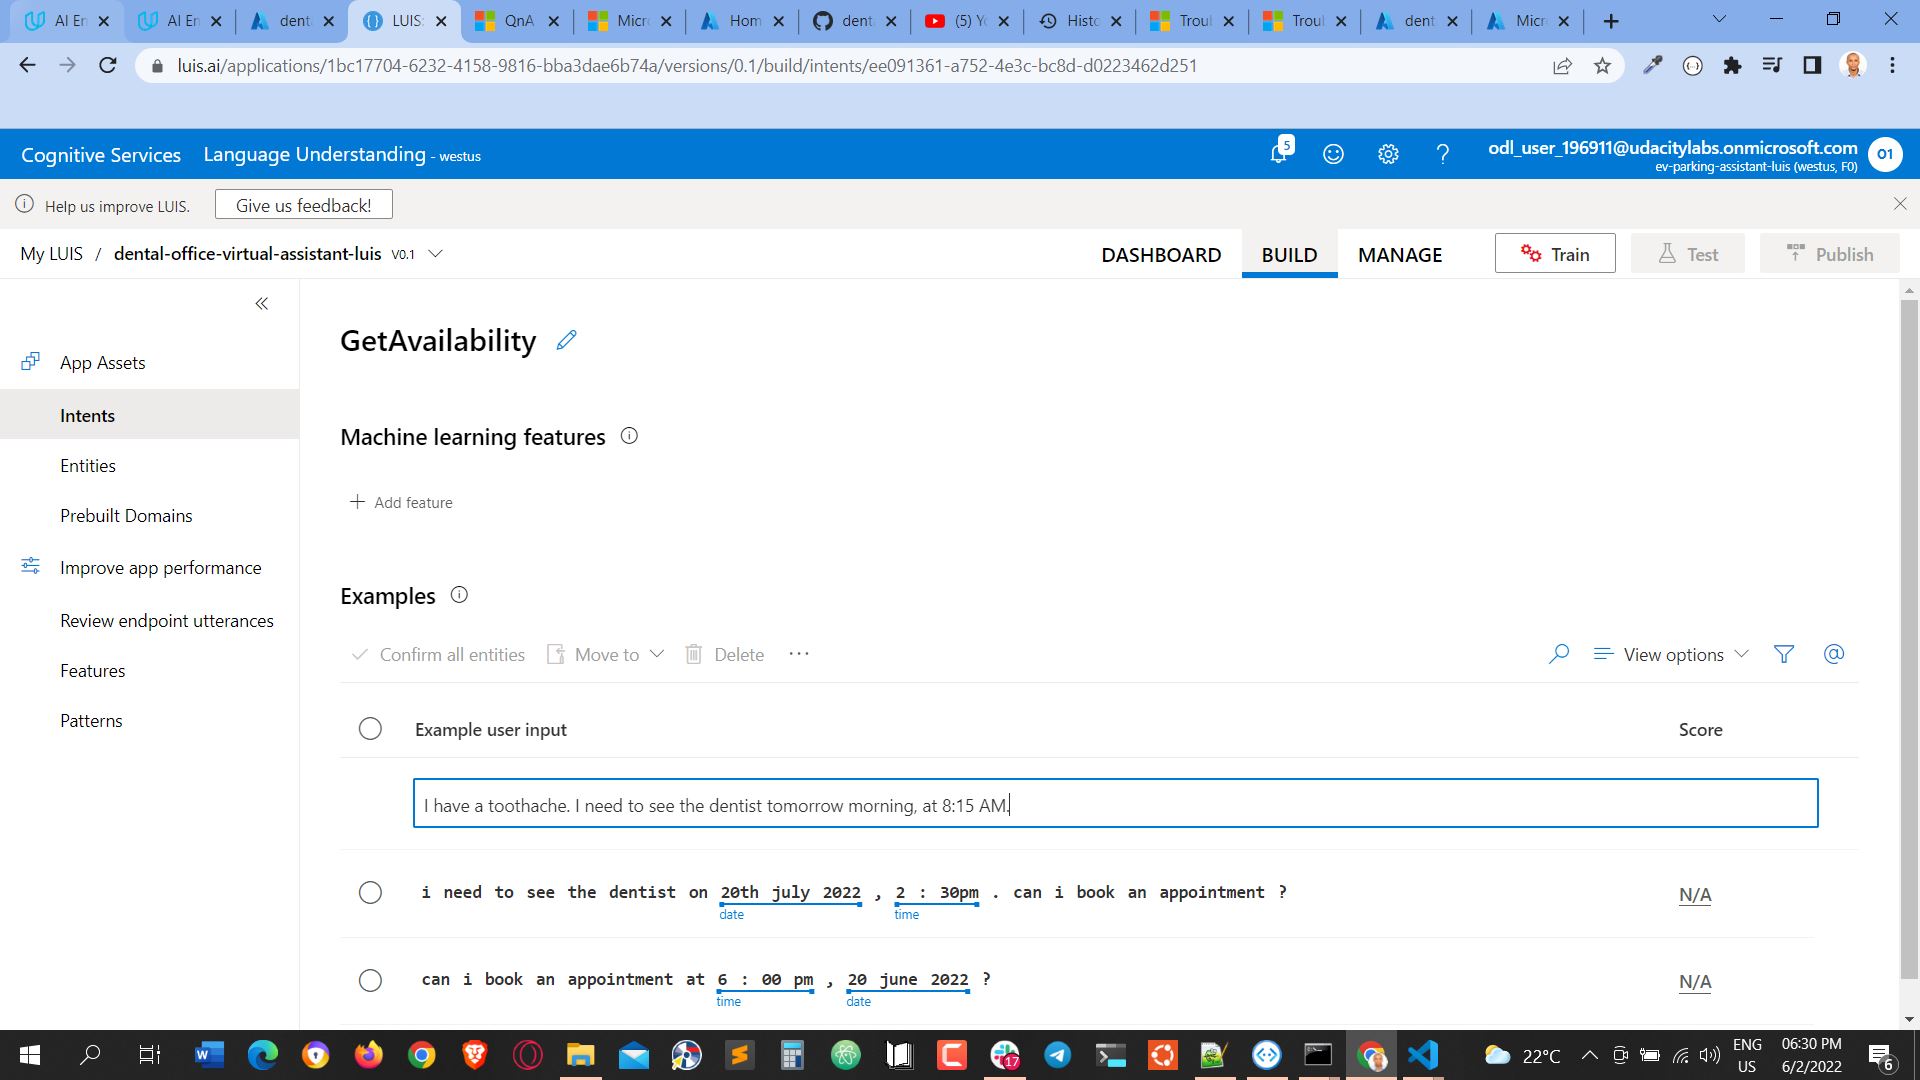 AI En
AI En
denta
LUIS:
QnA
Micro
Hom
denta
(5) Yo
Histo
Troub
Troub
denta
Micro
luis.ai/applications/1bc17704-6232-4158-9816-bba3dae6b74a/versions/0.1/build/intents/ee091361-a752-4e3c-bc8d-d0223462d251
Cognitive Services Language Understanding - westus
5
odl_user_196911@udacitylabs.onmicrosoft.com
ev-parking-assistant-luis (westus, F0)
O1
Help us improve LUIS. Give us feedback!
My LUIS / dental-office-virtual-assistant-luis V0.1
DASHBOARD BUILD MANAGE Train Test Publish
App Assets
Intents
Entities
Prebuilt Domains
Improve app performance
Review endpoint utterances
Features
Patterns
GetAvailability
Machine learning features
+ Add feature
Examples
Confirm all entities Move to Delete ... View options @
Example user input Score
I have a toothache. I need to see the dentist tomorrow morning, at 8:15 AM.
i need to see the dentist on 20th july 2022 , 2 : 30pm . can i book an appointment ? N/A
date time
can i book an appointment at 6 : 00 pm , 20 june 2022 ? N/A
time date
17
22°C
ENG
US
06:30 PM
6/2/2022
6